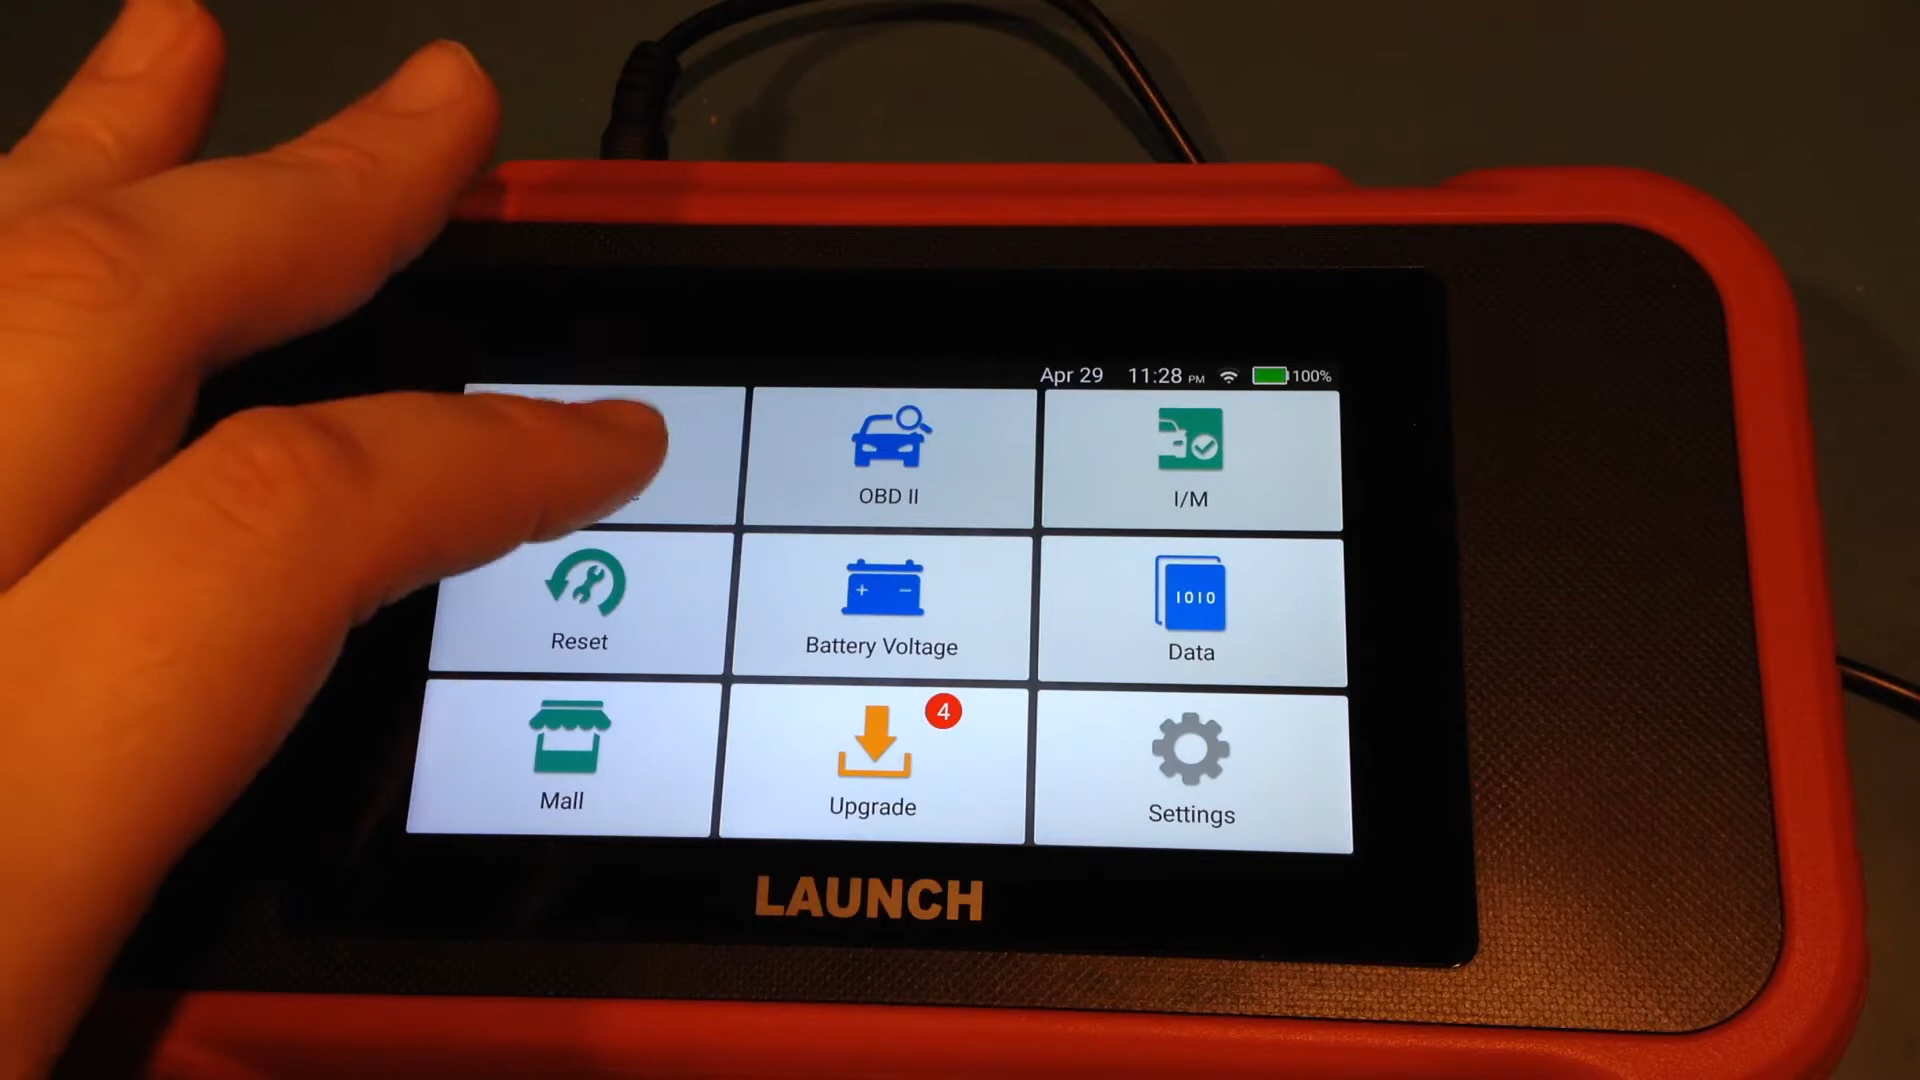 Apr 29 11:28 PM 100%
OBD II
I/M
Reset
Battery Voltage
1010
Data
Mall
4
Upgrade
Settings
LAUNCH